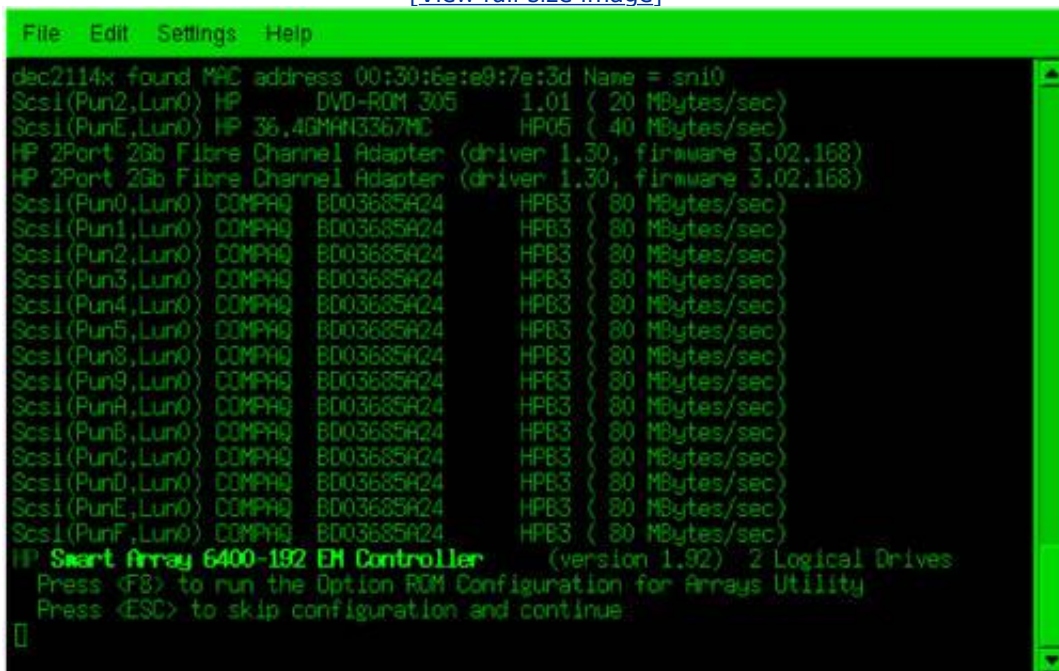 [View full size image]
File Edit Settings Help
dec2114x found MAC address 00:30:6e:e9:7e:3d Name = sni0
Scsi(Pun2,Lun0) HP DVD-ROM 305 1.01 ( 20 MBytes/sec)
Scsi(PunE,Lun0) HP 36.4GMAN3367MC HP05 ( 40 MBytes/sec)
HP 2Port 2Gb Fibre Channel Adapter (driver 1.30, firmware 3.02.168)
HP 2Port 2Gb Fibre Channel Adapter (driver 1.30, firmware 3.02.168)
Scsi(Pun0,Lun0) COMPAQ BD03685A24 HPB3 ( 80 MBytes/sec)
Scsi(Pun1,Lun0) COMPAQ BD03685A24 HPB3 ( 80 MBytes/sec)
Scsi(Pun2,Lun0) COMPAQ BD03685A24 HPB3 ( 80 MBytes/sec)
Scsi(Pun3,Lun0) COMPAQ BD03685A24 HPB3 ( 80 MBytes/sec)
Scsi(Pun4,Lun0) COMPAQ BD03685A24 HPB3 ( 80 MBytes/sec)
Scsi(Pun5,Lun0) COMPAQ BD03685A24 HPB3 ( 80 MBytes/sec)
Scsi(Pun8,Lun0) COMPAQ BD03685A24 HPB3 ( 80 MBytes/sec)
Scsi(Pun9,Lun0) COMPAQ BD03685A24 HPB3 ( 80 MBytes/sec)
Scsi(PunA,Lun0) COMPAQ BD03685A24 HPB3 ( 80 MBytes/sec)
Scsi(PunB,Lun0) COMPAQ BD03685A24 HPB3 ( 80 MBytes/sec)
Scsi(PunC,Lun0) COMPAQ BD03685A24 HPB3 ( 80 MBytes/sec)
Scsi(PunD,Lun0) COMPAQ BD03685A24 HPB3 ( 80 MBytes/sec)
Scsi(PunE,Lun0) COMPAQ BD03685A24 HPB3 ( 80 MBytes/sec)
Scsi(PunF,Lun0) COMPAQ BD03685A24 HPB3 ( 80 MBytes/sec)
HP Smart Array 6400-192 EM Controller (version 1.92) 2 Logical Drives
Press <F8> to run the Option ROM Configuration for Arrays Utility
Press <ESC> to skip configuration and continue